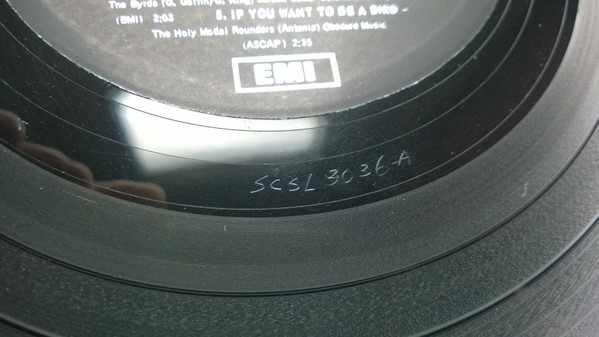 The Byrds (G. Goffin/C. King)
(BMI) 2:03
5. IF YOU WANT TO BE A BIRD -
The Holy Modal Rounders (Antonia) Obscure Music
(ASCAP) 2:35
EMI
SCSL 3036-A